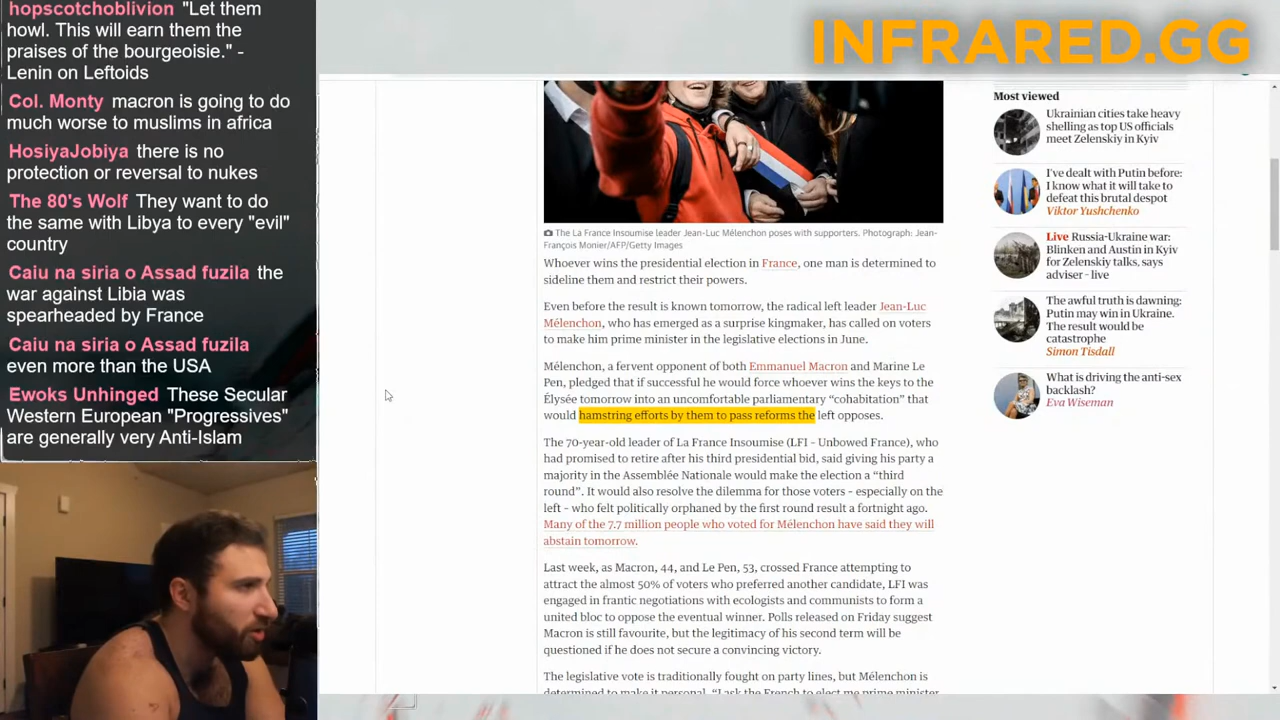 hopscotchoblivion "Let them
howl. This will earn them the
praises of the bourgeoisie." -
Lenin on Leftoids
Col. Monty macron is going to do
much worse to muslims in africa
HosiyaJobiya there is no
protection or reversal to nukes
The 80's Wolf They want to do
the same with Libya to every "evil"
country
Caiu na siria o Assad fuzila the
war against Libia was
spearheaded by France
Caiu na siria o Assad fuzila
even more than the USA
Ewoks Unhinged These Secular
Western European "Progressives"
are generally very Anti-Islam
INFRARED.GG
The La France Insoumise leader Jean-Luc Mélenchon poses with supporters. Photograph: Jean-
François Monier/AFP/Getty Images
Whoever wins the presidential election in France, one man is determined to
sideline them and restrict their powers.
Even before the result is known tomorrow, the radical left leader Jean-Luc
Mélenchon, who has emerged as a surprise kingmaker, has called on voters
to make him prime minister in the legislative elections in June.
Mélenchon, a fervent opponent of both Emmanuel Macron and Marine Le
Pen, pledged that if successful he would force whoever wins the keys to the
Élysée tomorrow into an uncomfortable parliamentary “cohabitation” that
would hamstring efforts by them to pass reforms the left opposes.
The 70-year-old leader of La France Insoumise (LFI – Unbowed France), who
had promised to retire after his third presidential bid, said giving his party a
majority in the Assemblée Nationale would make the election a “third
round”. It would also resolve the dilemma for those voters – especially on the
left – who felt politically orphaned by the first round result a fortnight ago.
Many of the 7.7 million people who voted for Mélenchon have said they will
abstain tomorrow.
Last week, as Macron, 44, and Le Pen, 53, crossed France attempting to
attract the almost 50% of voters who preferred another candidate, LFI was
engaged in frantic negotiations with ecologists and communists to form a
united bloc to oppose the eventual winner. Polls released on Friday suggest
Macron is still favourite, but the legitimacy of his second term will be
questioned if he does not secure a convincing victory.
The legislative vote is traditionally fought on party lines, but Mélenchon is
determined to make it personal. “I ask the French to elect me prime minister
Most viewed
Ukrainian cities take heavy
shelling as top US officials
meet Zelenskiy in Kyiv
I’ve dealt with Putin before:
I know what it will take to
defeat this brutal despot
Viktor Yushchenko
Live Russia-Ukraine war:
Blinken and Austin in Kyiv
for Zelenskiy talks, says
adviser – live
The awful truth is dawning:
Putin may win in Ukraine.
The result would be
catastrophe
Simon Tisdall
What is driving the anti-sex
backlash?
Eva Wiseman